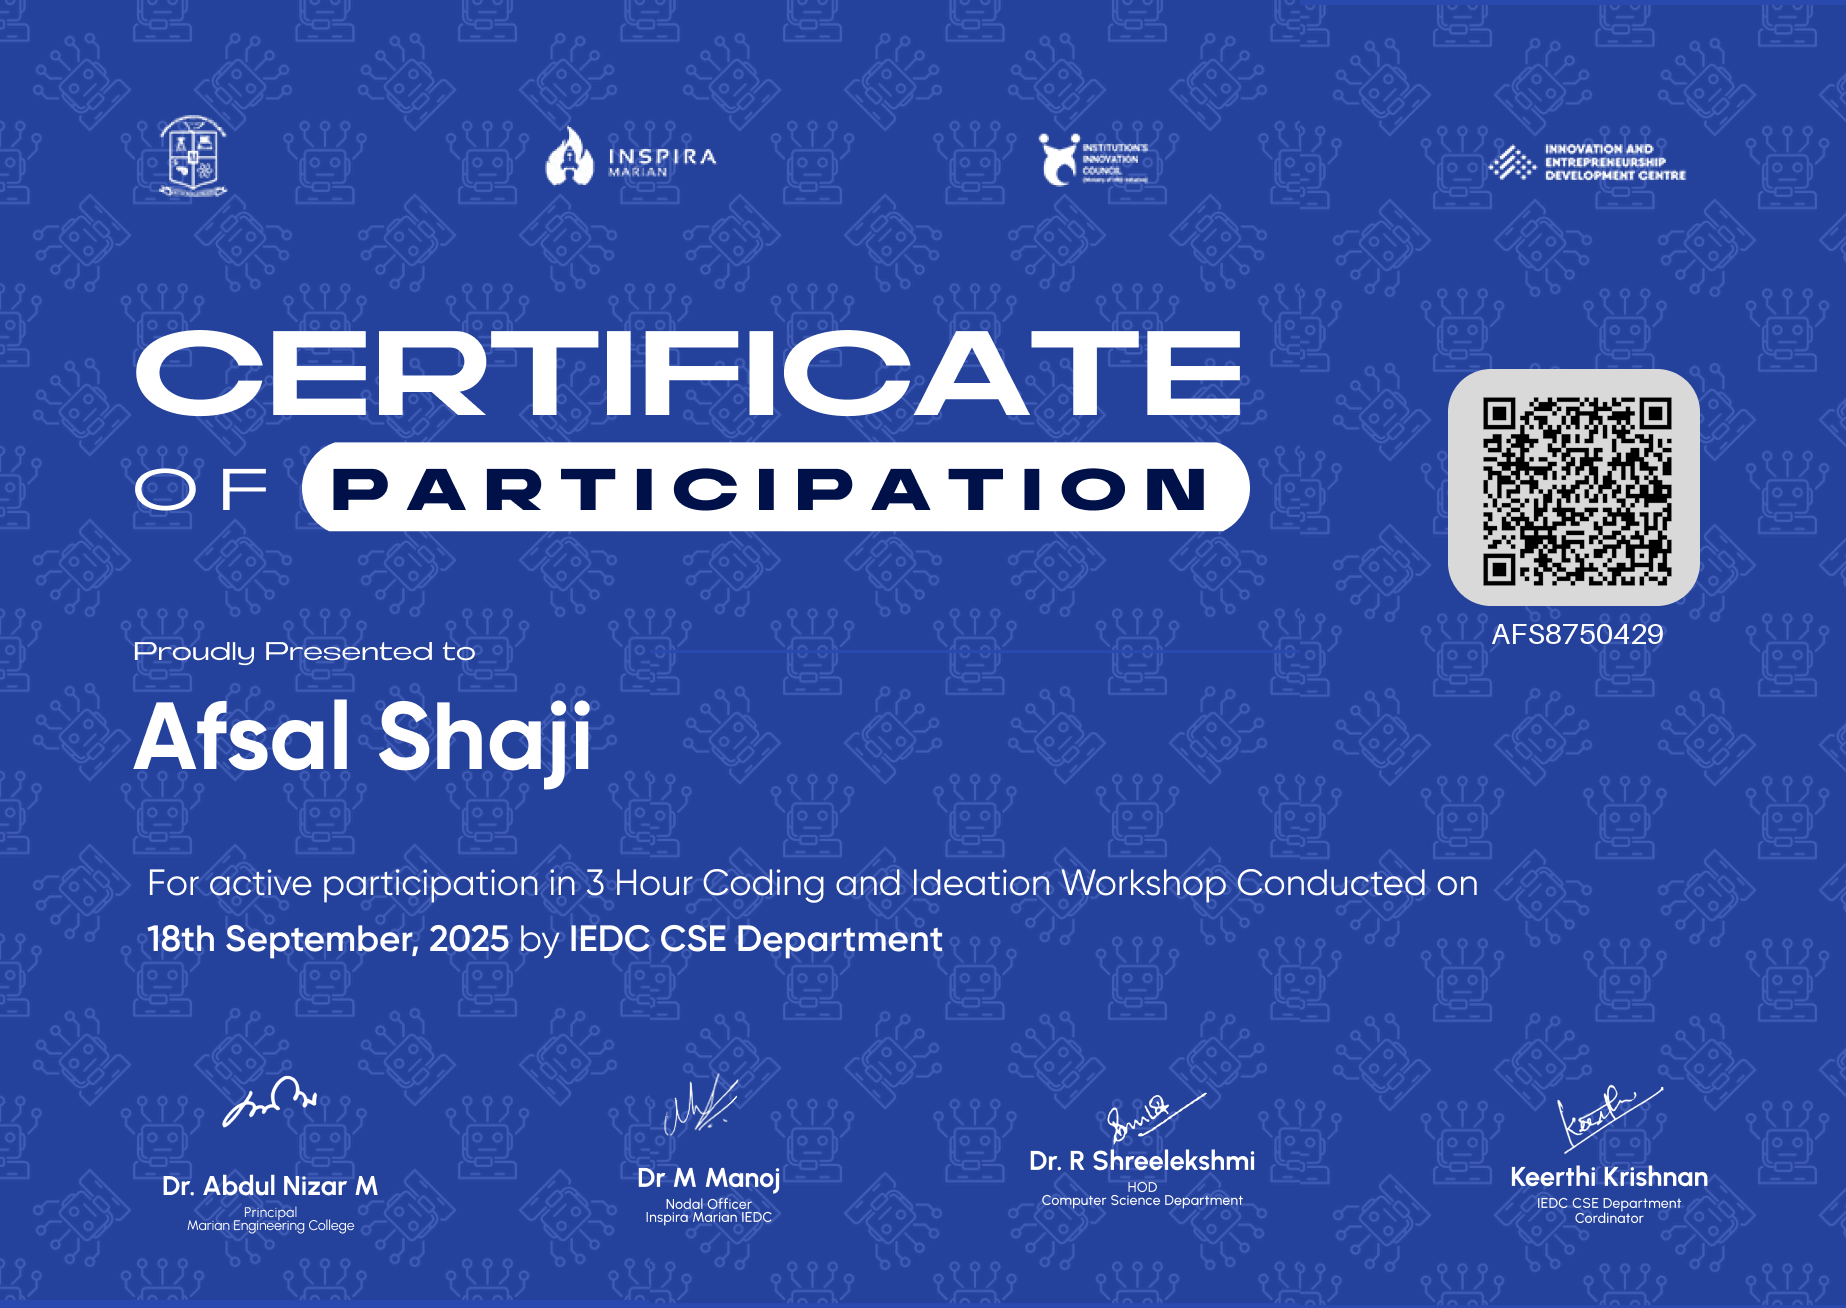 INSPIRA
MARIAN
INSTITUTION'S
INNOVATION
COUNCIL
INNOVATION AND
ENTREPRENEURSHIP
DEVELOPMENT CENTRE
CERTIFICATE
OF PARTICIPATION
AFS8750429
Proudly Presented to
Afsal Shaji
For active participation in 3 Hour Coding and Ideation Workshop Conducted on
18th September, 2025 by IEDC CSE Department
Dr. Abdul Nizar M
Principal
Marian Engineering College
Dr M Manoj
Nodal Officer
Inspira Marian IEDC
Dr. R Shreelekshmi
HOD
Computer Science Department
Keerthi Krishnan
IEDC CSE Department
Cordinator